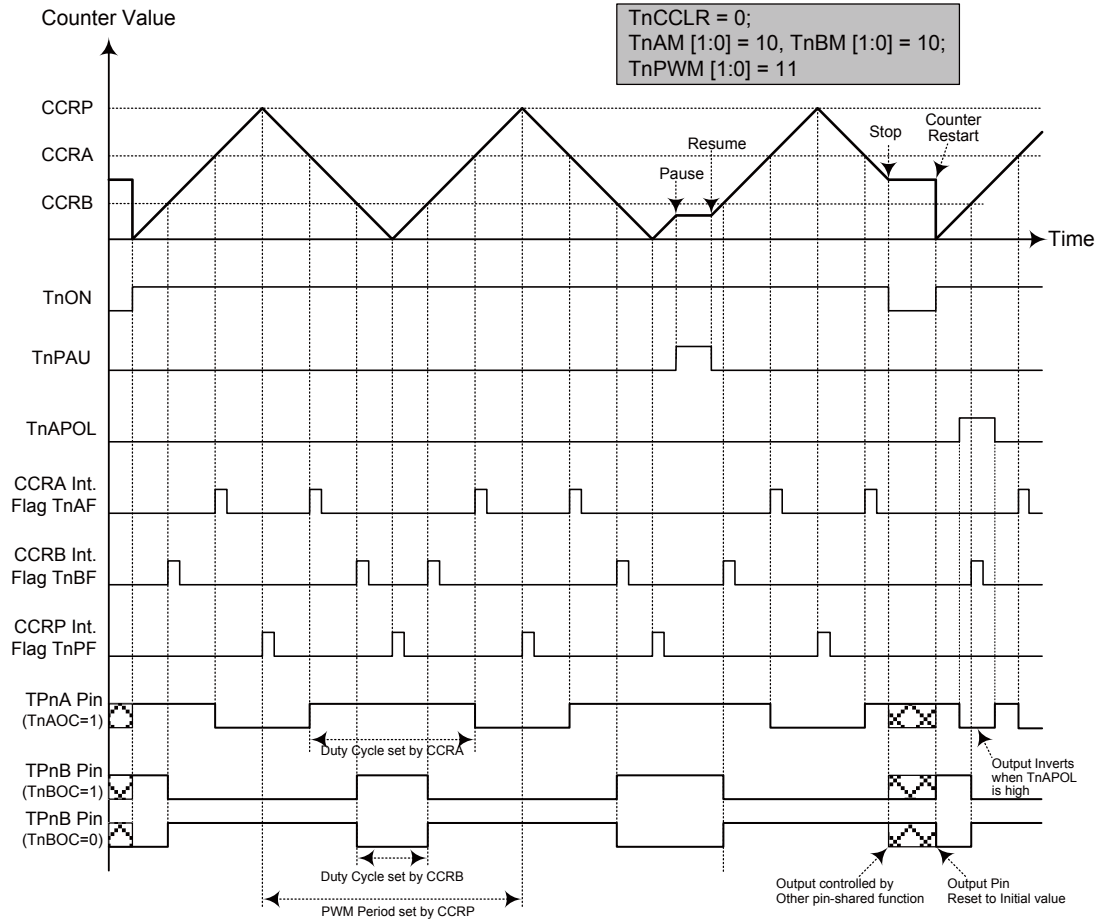 Counter Value
TnCCLR = 0;
TnAM [1:0] = 10, TnBM [1:0] = 10;
TnPWM [1:0] = 11
CCRP
CCRA
CCRB
Pause
Resume
Stop
Counter
Restart
Time
TnON
TnPAU
TnAPOL
CCRA Int.
Flag TnAF
CCRB Int.
Flag TnBF
CCRP Int.
Flag TnPF
TPnA Pin
(TnAOC=1)
Duty Cycle set by CCRA
Output Inverts
when TnAPOL
is high
TPnB Pin
(TnBOC=1)
TPnB Pin
(TnBOC=0)
Duty Cycle set by CCRB
PWM Period set by CCRP
Output controlled by
Other pin-shared function
Output Pin
Reset to Initial value